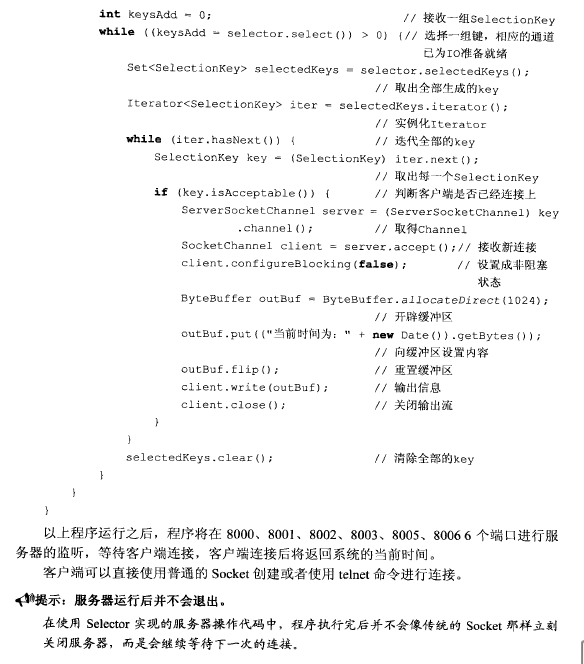 int keysAdd = 0; // 接收一组SelectionKey
while ((keysAdd = selector.select()) > 0) {// 选择一组键，相应的通道
已为IO准备就绪
Set<SelectionKey> selectedKeys = selector.selectedKeys();
// 取出全部生成的key
Iterator<SelectionKey> iter = selectedKeys.iterator();
// 实例化Iterator
while (iter.hasNext()) { // 迭代全部的key
SelectionKey key = (SelectionKey) iter.next();
// 取出每一个SelectionKey
if (key.isAcceptable()) { // 判断客户端是否已经连接上
ServerSocketChannel server = (ServerSocketChannel) key
.channel(); // 取得Channel
SocketChannel client = server.accept();// 接收新连接
client.configureBlocking(false); // 设置成非阻塞
状态
ByteBuffer outBuf = ByteBuffer.allocateDirect(1024);
// 开辟缓冲区
outBuf.put(("当前时间为：" + new Date()).getBytes());
// 向缓冲区设置内容
outBuf.flip(); // 重置缓冲区
client.write(outBuf); // 输出信息
client.close(); // 关闭输出流
}
}
selectedKeys.clear(); // 清除全部的key
}
}
}
以上程序运行之后，程序将在 8000、8001、8002、8003、8005、8006 6 个端口进行服
务器的监听，等待客户端连接，客户端连接后将返回系统的当前时间。
客户端可以直接使用普通的 Socket 创建或者使用 telnet 命令进行连接。
提示：服务器运行后并不会退出。
在使用 Selector 实现的服务器操作代码中，程序执行完后并不会像传统的 Socket 那样立刻
关闭服务器，而是会继续等待下一次的连接。